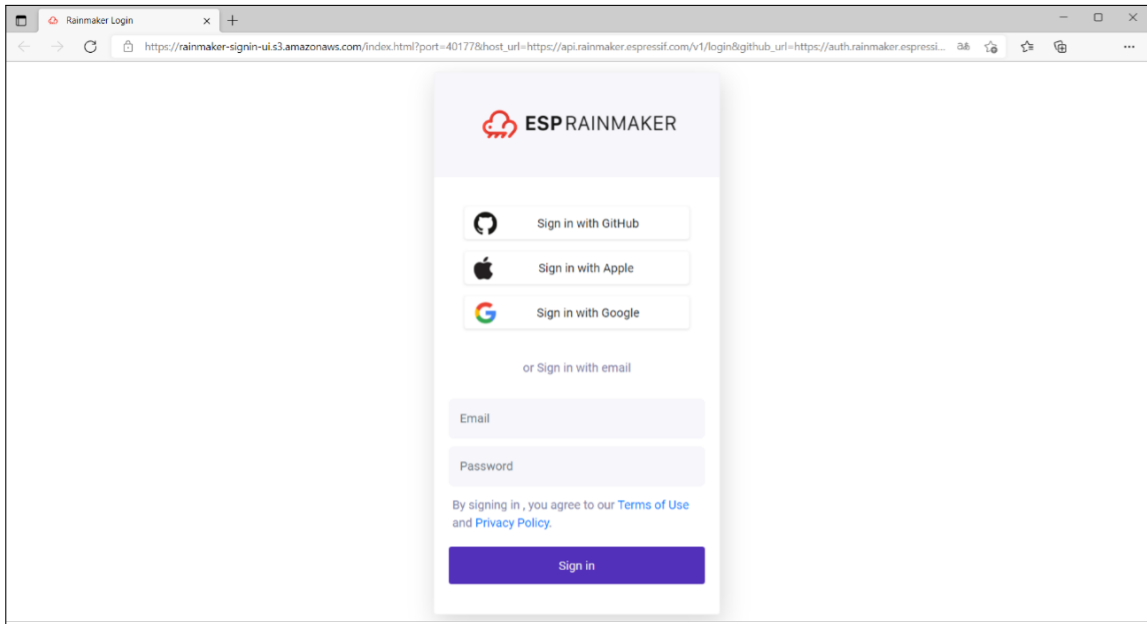 Rainmaker Login
https://rainmaker-signin-ui.s3.amazonaws.com/index.html?port=40177&host_url=https://api.rainmaker.espressif.com/v1/login&github_url=https://auth.rainmaker.espressi...
ESP RAINMAKER
Sign in with GitHub
Sign in with Apple
Sign in with Google
or Sign in with email
Email
Password
By signing in , you agree to our Terms of Use
and Privacy Policy.
Sign in